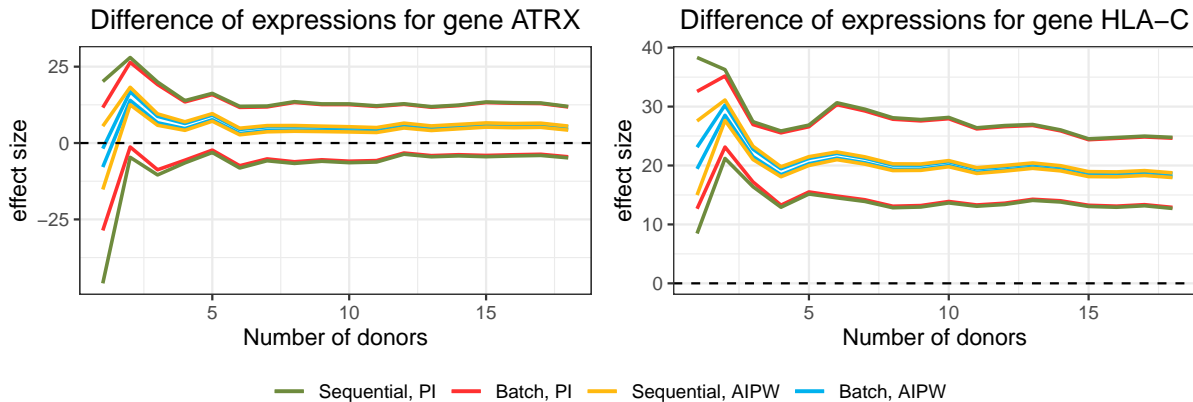 Difference of expressions for gene ATRX
effect size
25
0
−25
5
10
15
Number of donors
Difference of expressions for gene HLA−C
effect size
40
30
20
10
0
5
10
15
Number of donors
Sequential, PI
Batch, PI
Sequential, AIPW
Batch, AIPW